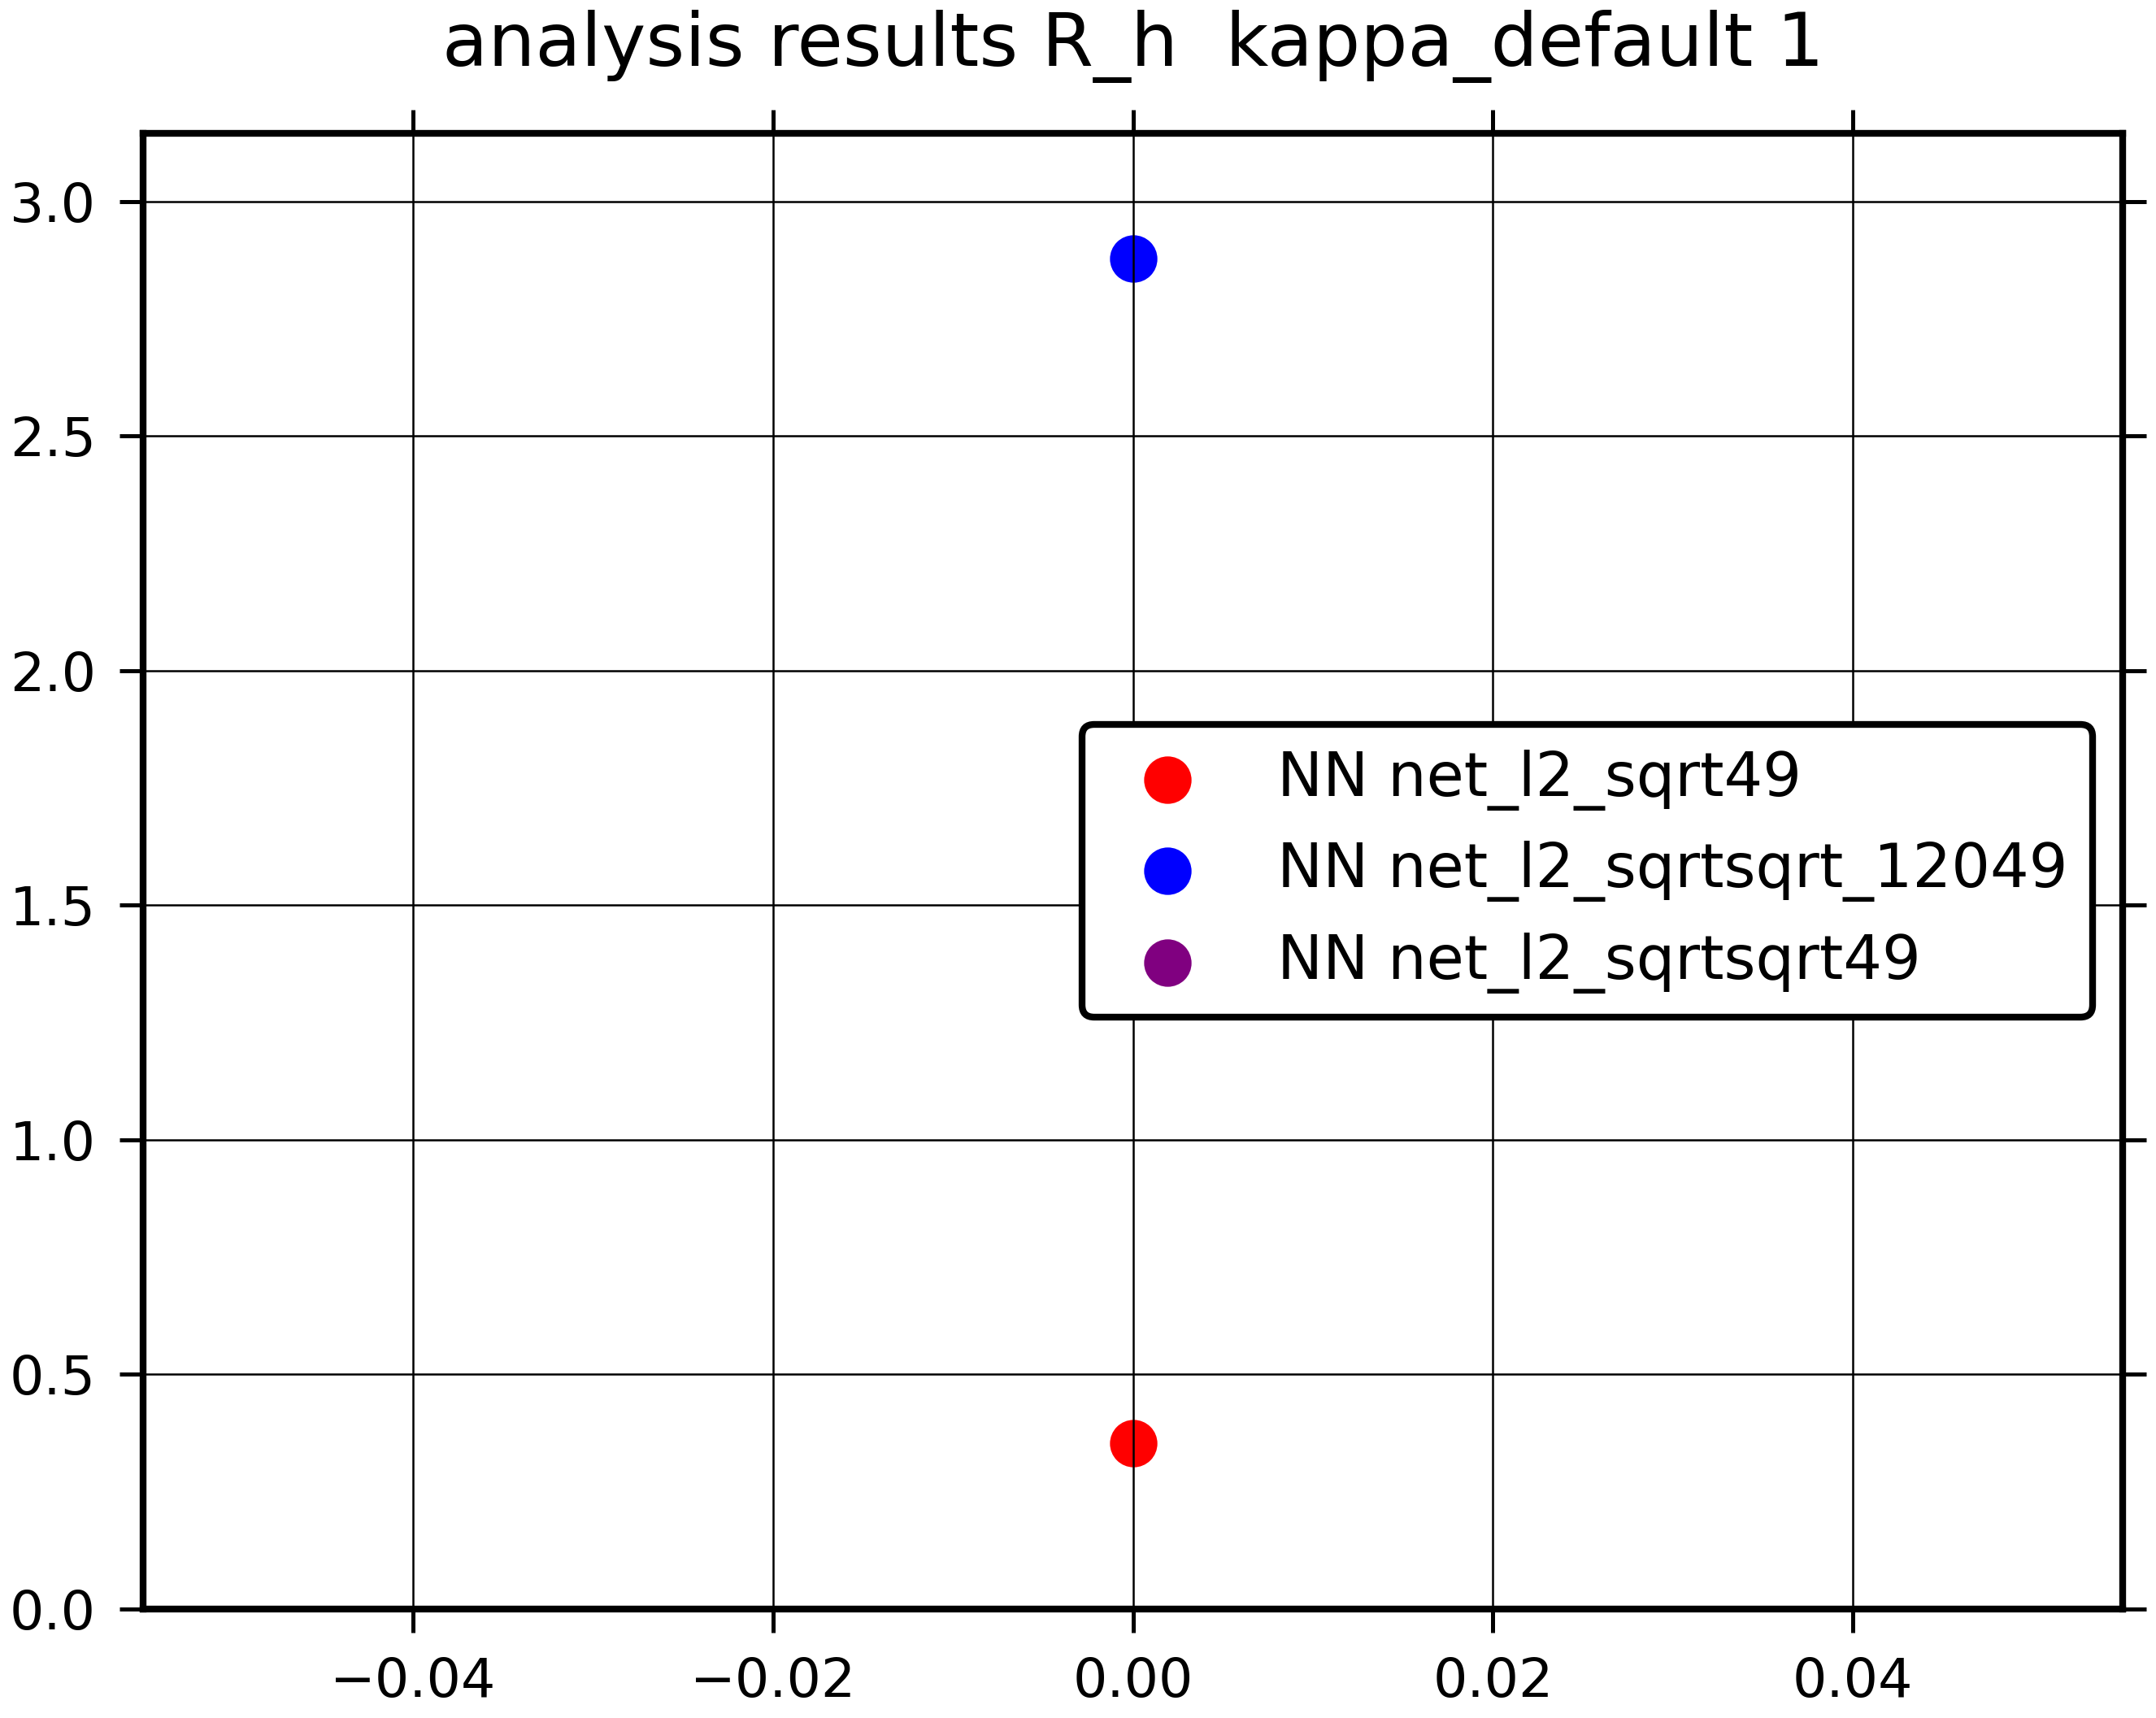 analysis results R_h  kappa_default 1
3.0
2.5
2.0
1.5
1.0
0.5
0.0
NN net_l2_sqrt49
NN net_l2_sqrtsqrt_12049
NN net_l2_sqrtsqrt49
−0.04 −0.02 0.00 0.02 0.04